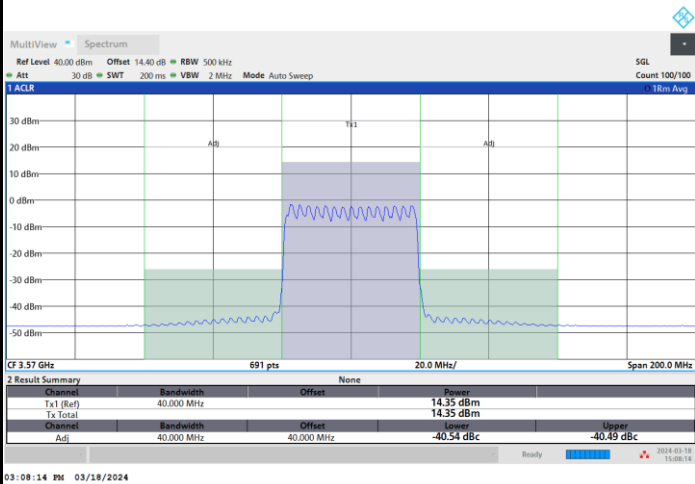 MultiView Spectrum
Ref Level 40.00 dBm Offset 14.40 dB RBW 500 kHz SGL
Att 30 dB SWT 200 ms VBW 2 MHz Mode Auto Sweep Count 100/100
1 ACLR 1Rm Avg
30 dBm
Tx1
20 dBm Adj Adj
10 dBm
0 dBm
-10 dBm
-20 dBm
-30 dBm
-40 dBm
-50 dBm
CF 3.57 GHz 691 pts 20.0 MHz/ Span 200.0 MHz
2 Result Summary None
Channel Bandwidth Offset Power
Tx1 (Ref) 40.000 MHz 14.35 dBm
Tx Total 14.35 dBm
Channel Bandwidth Offset Lower Upper
Adj 40.000 MHz 40.000 MHz -40.54 dBc -40.49 dBc
Ready 2024-03-18
15:08:14
03:08:14 PM 03/18/2024